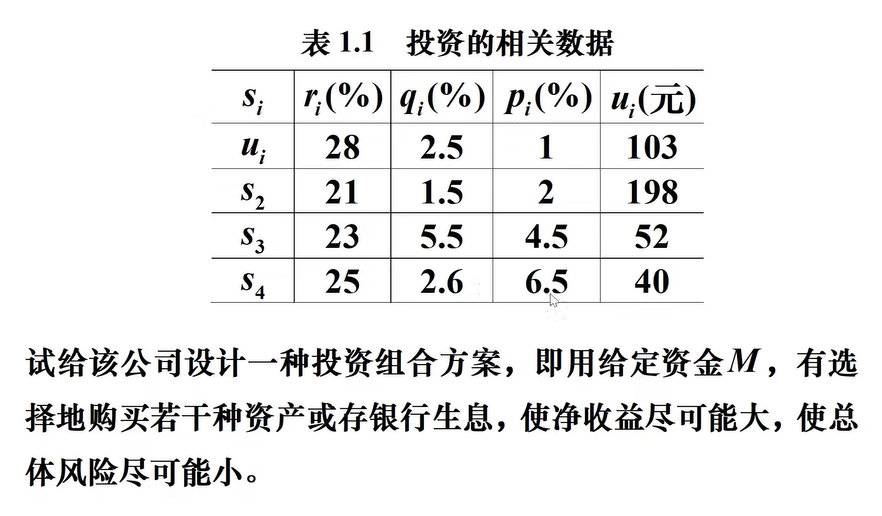 表 1.1 投资的相关数据
s_i r_i(%) q_i(%) p_i(%) u_i(元)
u_i 28 2.5 1 103
s_2 21 1.5 2 198
s_3 23 5.5 4.5 52
s_4 25 2.6 6.5 40
试给该公司设计一种投资组合方案，即用给定资金M，有选
择地购买若干种资产或存银行生息，使净收益尽可能大，使总
体风险尽可能小。